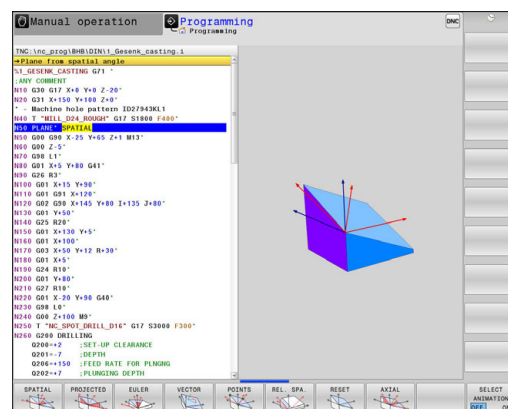 Manual operation
Programming
Programming
DNC
TNC:\nc_prog\BHB\DIN\1_Gesenk_casting.i
→Plane from spatial angle
%1_GESENK_CASTING G71 *
;ANY COMMENT
N10 G30 G17 X+0 Y+0 Z-20*
N20 G31 X+150 Y+100 Z+0*
* - Machine hole pattern ID27943KL1
N40 T "MILL_D24_ROUGH" G17 S1800 F400*
N50 PLANE* SPATIAL
N50 G00 G90 X-25 Y+65 Z+1 M13*
N60 G00 Z-5*
N70 G98 L1*
N80 G01 X+5 Y+80 G41*
N90 G26 R3*
N100 G01 X+15 Y+90*
N110 G01 G91 X+120*
N120 G02 G90 X+145 Y+80 I+135 J+80*
N130 G01 Y+50*
N140 G25 R20*
N150 G01 X+130 Y+5*
N160 G01 X+100*
N170 G03 X+50 Y+12 R+30*
N180 G01 X+5*
N190 G24 R10*
N200 G01 Y+80*
N210 G27 R10*
N220 G01 X-20 Y+90 G40*
N230 G98 L0*
N240 G00 Z+100 M9*
N250 T "NC_SPOT_DRILL_D16" G17 S3000 F300*
N260 G200 DRILLING
Q200=+2 ;SET-UP CLEARANCE
Q201=-7 ;DEPTH
Q206=+150 ;FEED RATE FOR PLNGNG
Q202=+7 ;PLUNGING DEPTH
SPATIAL
PROJECTED
EULER
VECTOR
POINTS
REL. SPA.
RESET
AXIAL
SELECT
ANIMATION
OFF